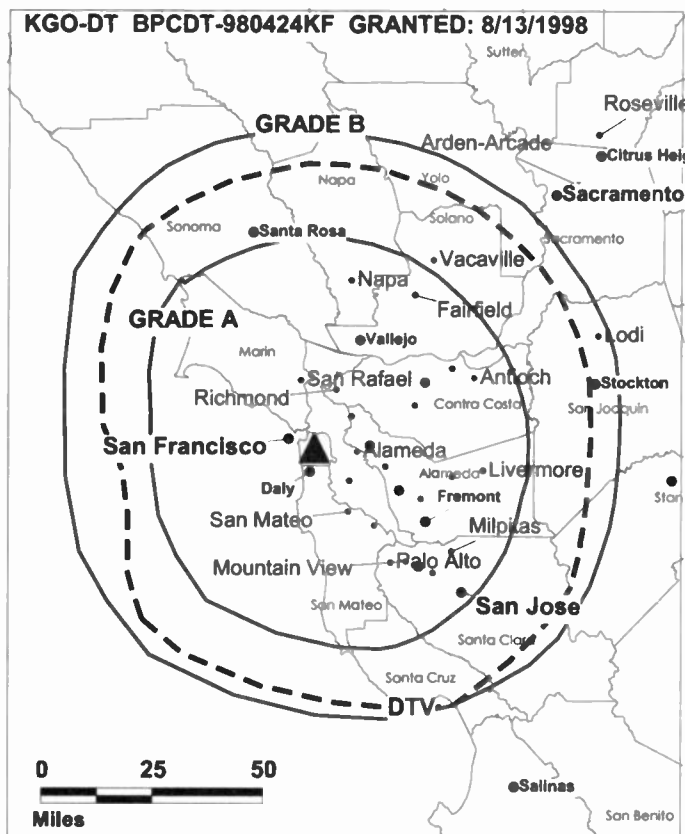 KGO-DT BPCDT-980424KF GRANTED: 8/13/1998
Sutter
Roseville
GRADE B
Arden-Arcade
Citrus Heig
Napa
Yolo
Sacramento
Solano
Sonoma
Santa Rosa
Sacramento
Vacaville
Napa
Fairfield
GRADE A
Vallejo
Lodi
Marin
San Rafael
Antioch
Stockton
Richmond
Contra Costa
San Joaquin
San Francisco
Alameda
Alameda
Livermore
Daly
Fremont
Stan
San Mateo
Milpitas
Mountain View
Palo Alto
San Mateo
San Jose
Santa Clara
Santa Cruz
DTV
0 25 50
Miles
Salinas
San Benito